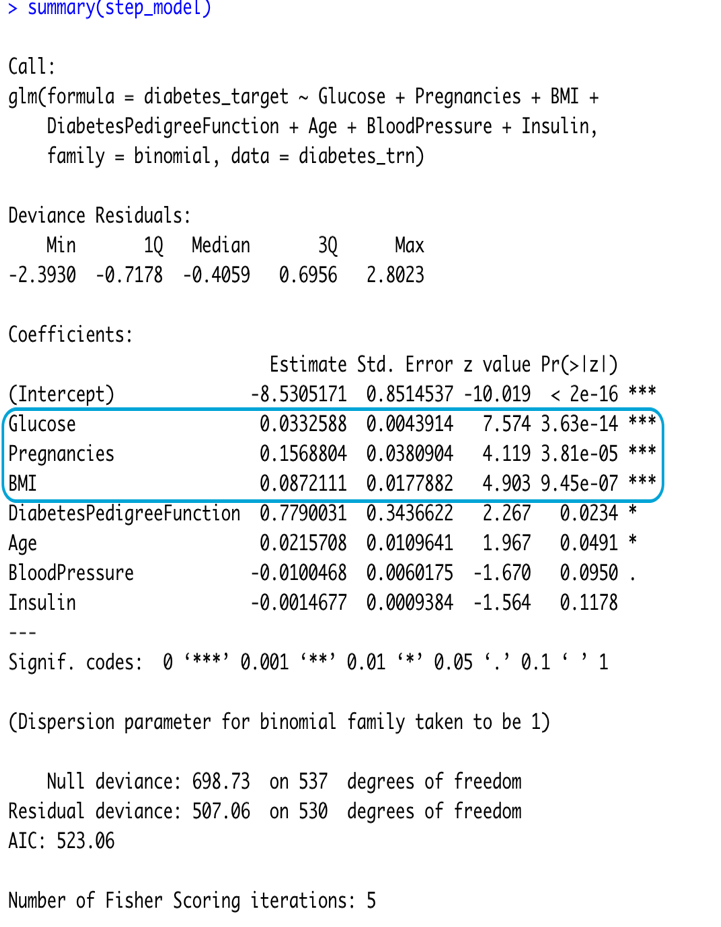 > summary(step_model)
Call:
glm(formula = diabetes_target ~ Glucose + Pregnancies + BMI +
    DiabetesPedigreeFunction + Age + BloodPressure + Insulin,
    family = binomial, data = diabetes_trn)
Deviance Residuals:
    Min       1Q   Median       3Q      Max
-2.3930  -0.7178  -0.4059   0.6956   2.8023
Coefficients:
                           Estimate Std. Error z value Pr(>|z|)
(Intercept)              -8.5305171  0.8514537 -10.019  < 2e-16 ***
Glucose                   0.0332588  0.0043914   7.574 3.63e-14 ***
Pregnancies               0.1568804  0.0380904   4.119 3.81e-05 ***
BMI                       0.0872111  0.0177882   4.903 9.45e-07 ***
DiabetesPedigreeFunction  0.7790031  0.3436622   2.267   0.0234 *
Age                       0.0215708  0.0109641   1.967   0.0491 *
BloodPressure            -0.0100468  0.0060175  -1.670   0.0950 .
Insulin                  -0.0014677  0.0009384  -1.564   0.1178
---
Signif. codes:  0 ‘***’ 0.001 ‘**’ 0.01 ‘*’ 0.05 ‘.’ 0.1 ‘ ’ 1
(Dispersion parameter for binomial family taken to be 1)
    Null deviance: 698.73  on 537  degrees of freedom
Residual deviance: 507.06  on 530  degrees of freedom
AIC: 523.06
Number of Fisher Scoring iterations: 5